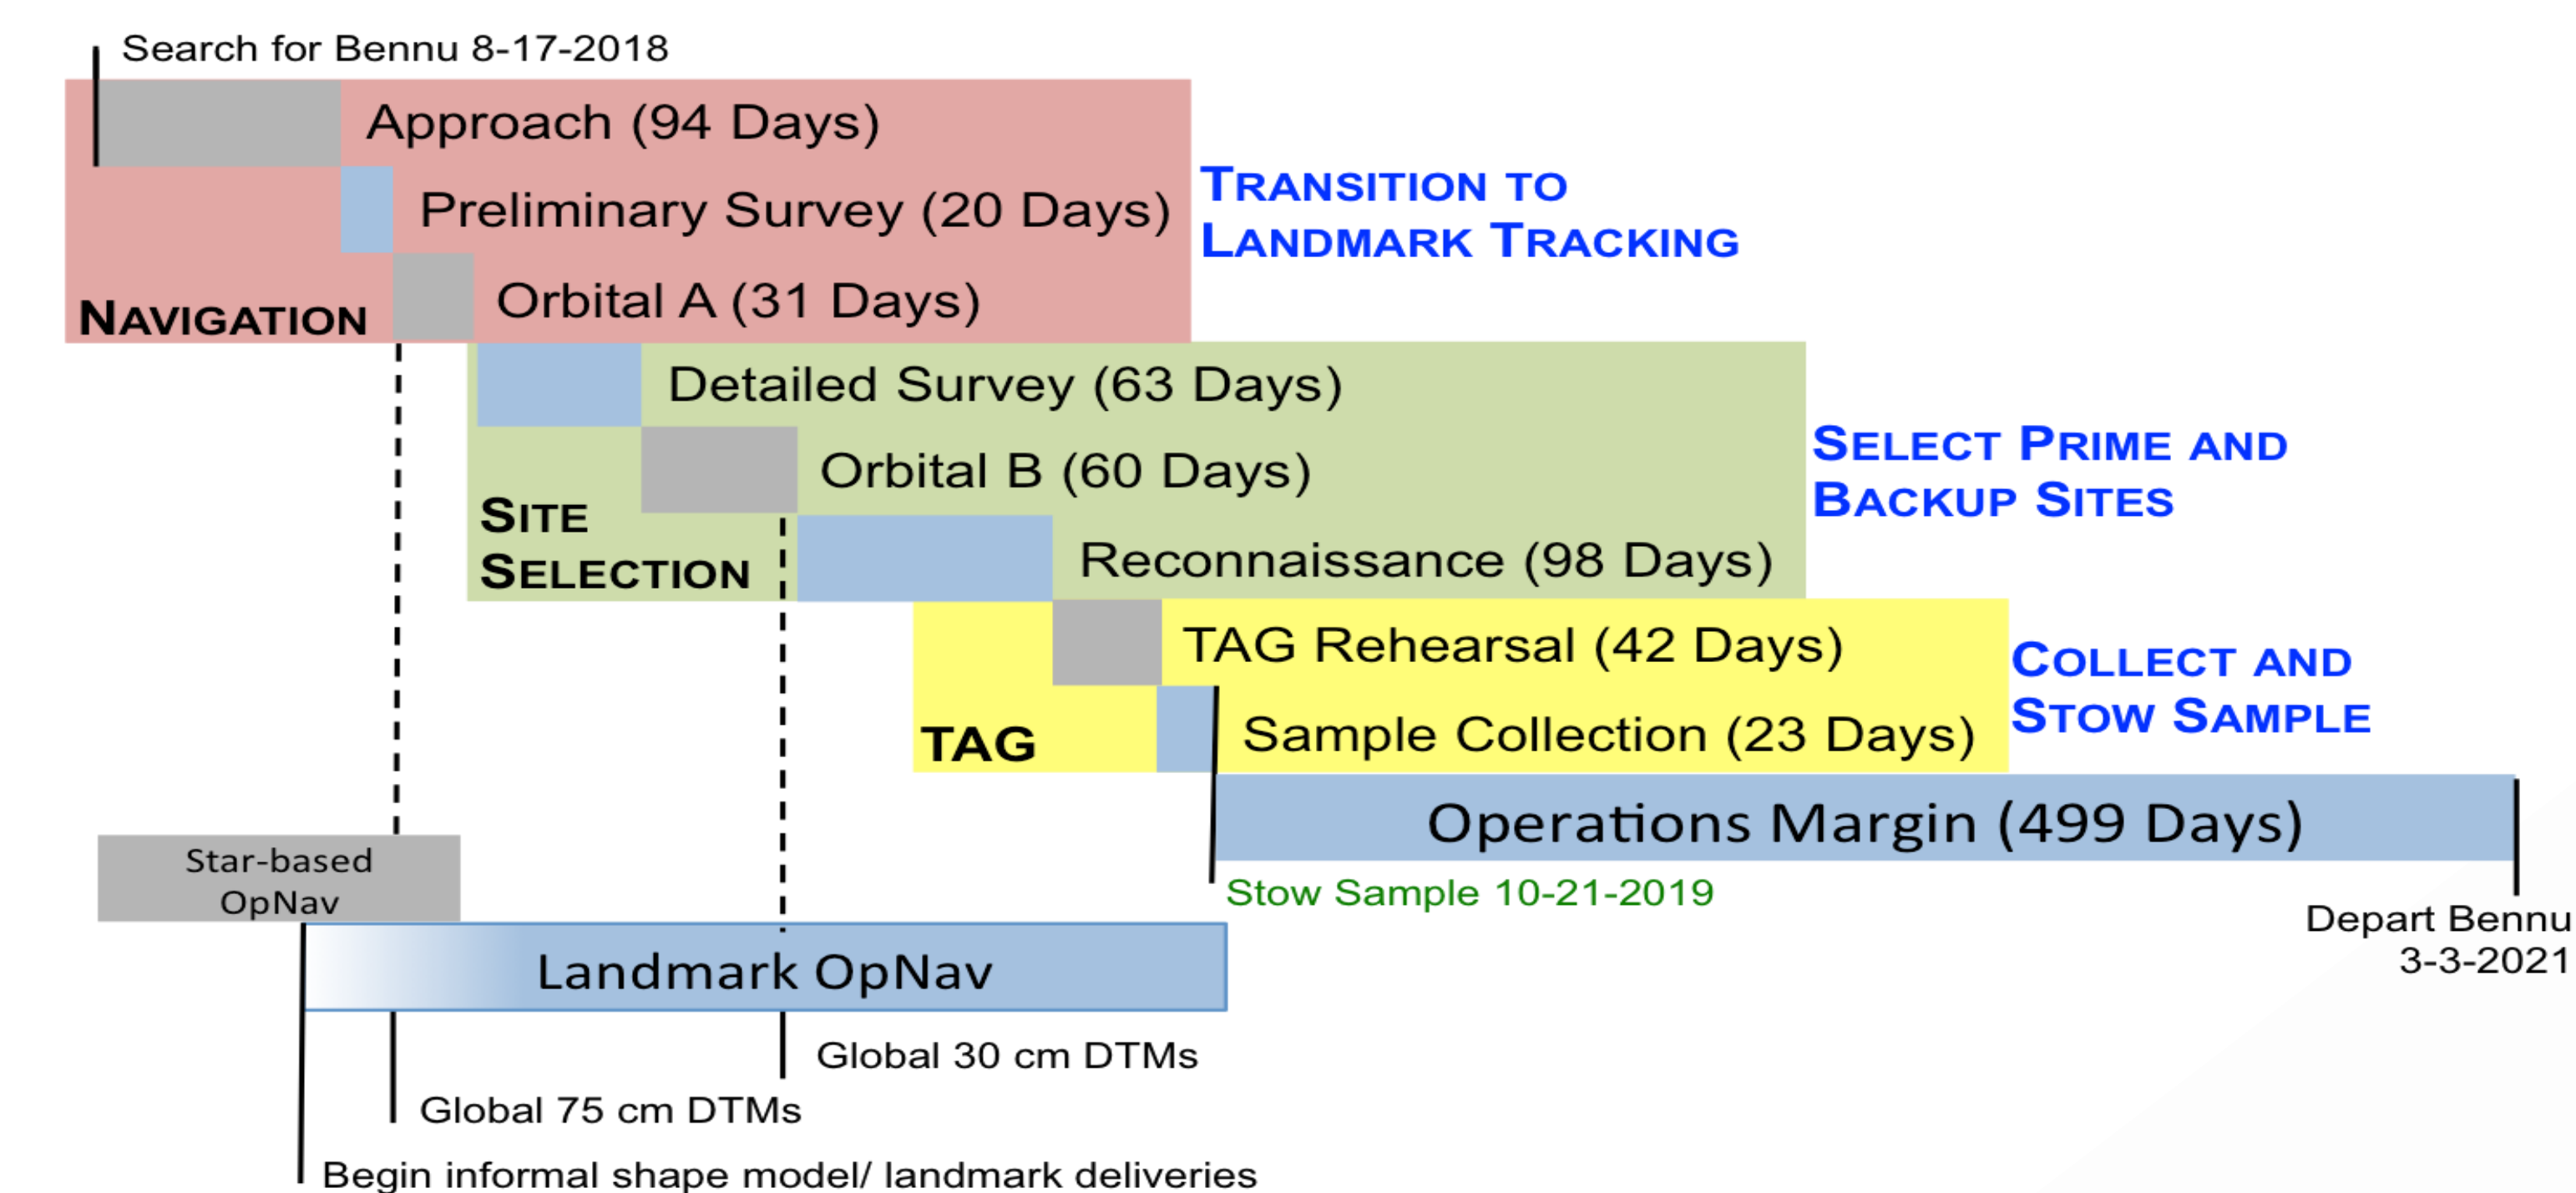 Search for Bennu 8-17-2018
Approach (94 Days)
Preliminary Survey (20 Days)
TRANSITION TO
LANDMARK TRACKING
Orbital A (31 Days)
NAVIGATION
Detailed Survey (63 Days)
Orbital B (60 Days)
SELECT PRIME AND
BACKUP SITES
SITE
SELECTION
Reconnaissance (98 Days)
TAG Rehearsal (42 Days)
COLLECT AND
STOW SAMPLE
Sample Collection (23 Days)
TAG
Operations Margin (499 Days)
Star-based
OpNav
Stow Sample 10-21-2019
Depart Bennu
3-3-2021
Landmark OpNav
Global 30 cm DTMs
Global 75 cm DTMs
Begin informal shape model/ landmark deliveries